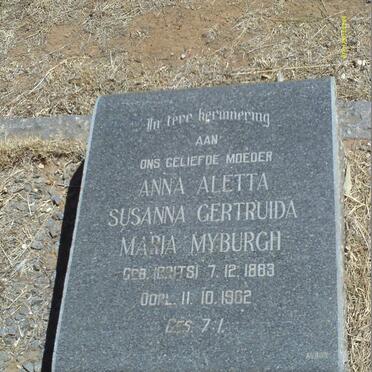 In tere herinnering
AAN
ONS GELIEFDE MOEDER
ANNA ALETTA
SUSANNA GERTRUIDA
MARIA MYBURGH
GEB. (BRITS) 7.12.1883
OORL. 11.10.1962
GES. 7:1.